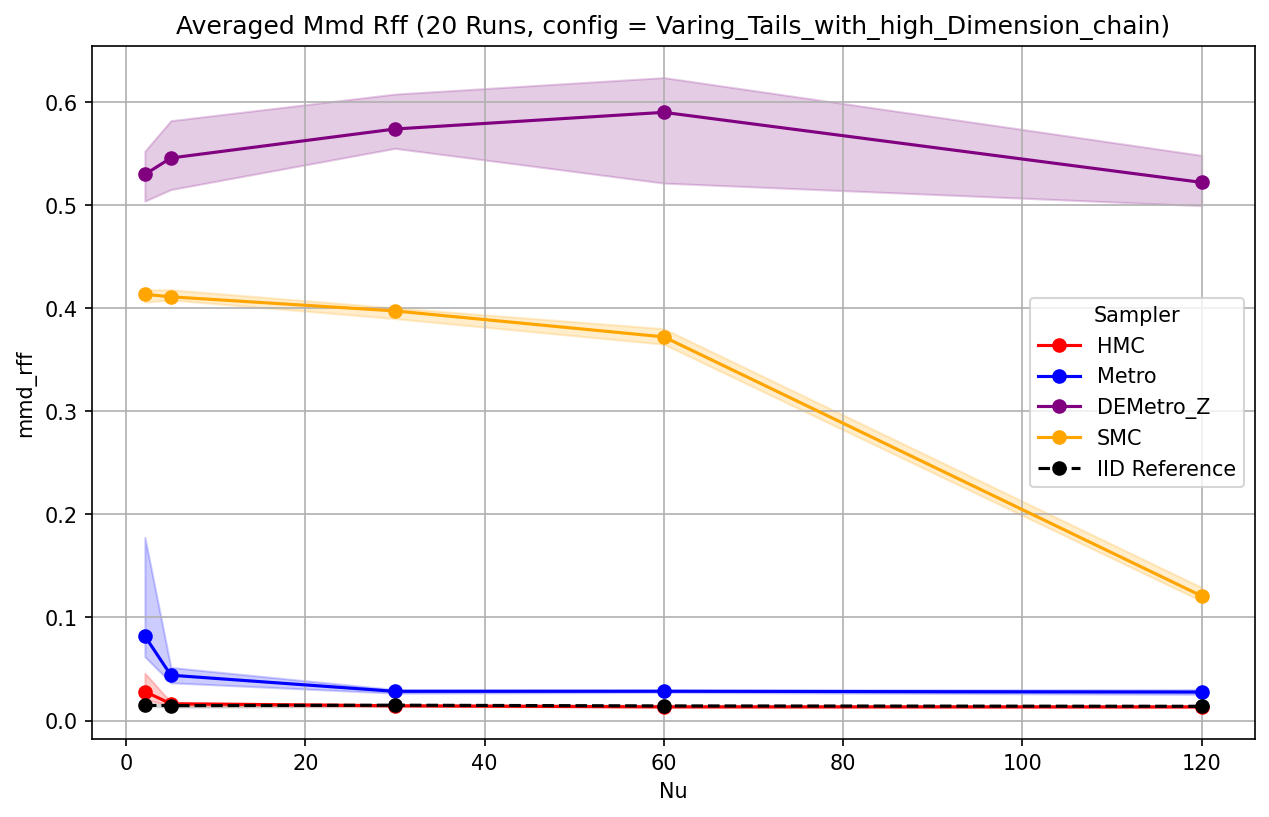 Averaged Mmd Rff (20 Runs, config = Varing_Tails_with_high_Dimension_chain)
0.6
0.5
0.4
0.3
0.2
0.1
0.0
mmd_rff
Sampler
HMC
Metro
DEMetro_Z
SMC
IID Reference
0 20 40 60 80 100 120
Nu